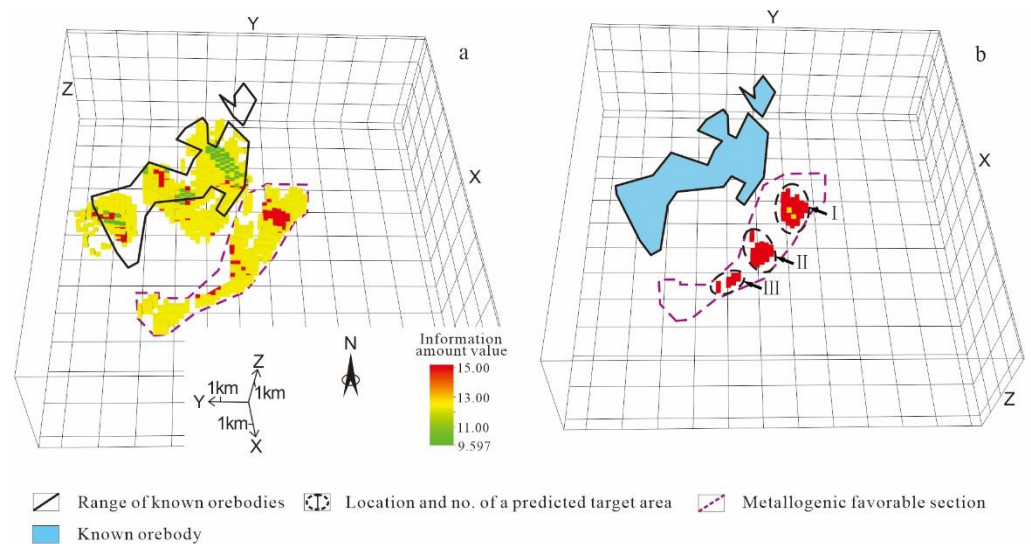 Y
a
Z
X
Information
amount value
15.00
13.00
11.00
9.597
N
Z
1km
1km
Y
1km
X
Y
b
X
I
II
III
Z
Range of known orebodies
Location and no. of a predicted target area
Metallogenic favorable section
Known orebody